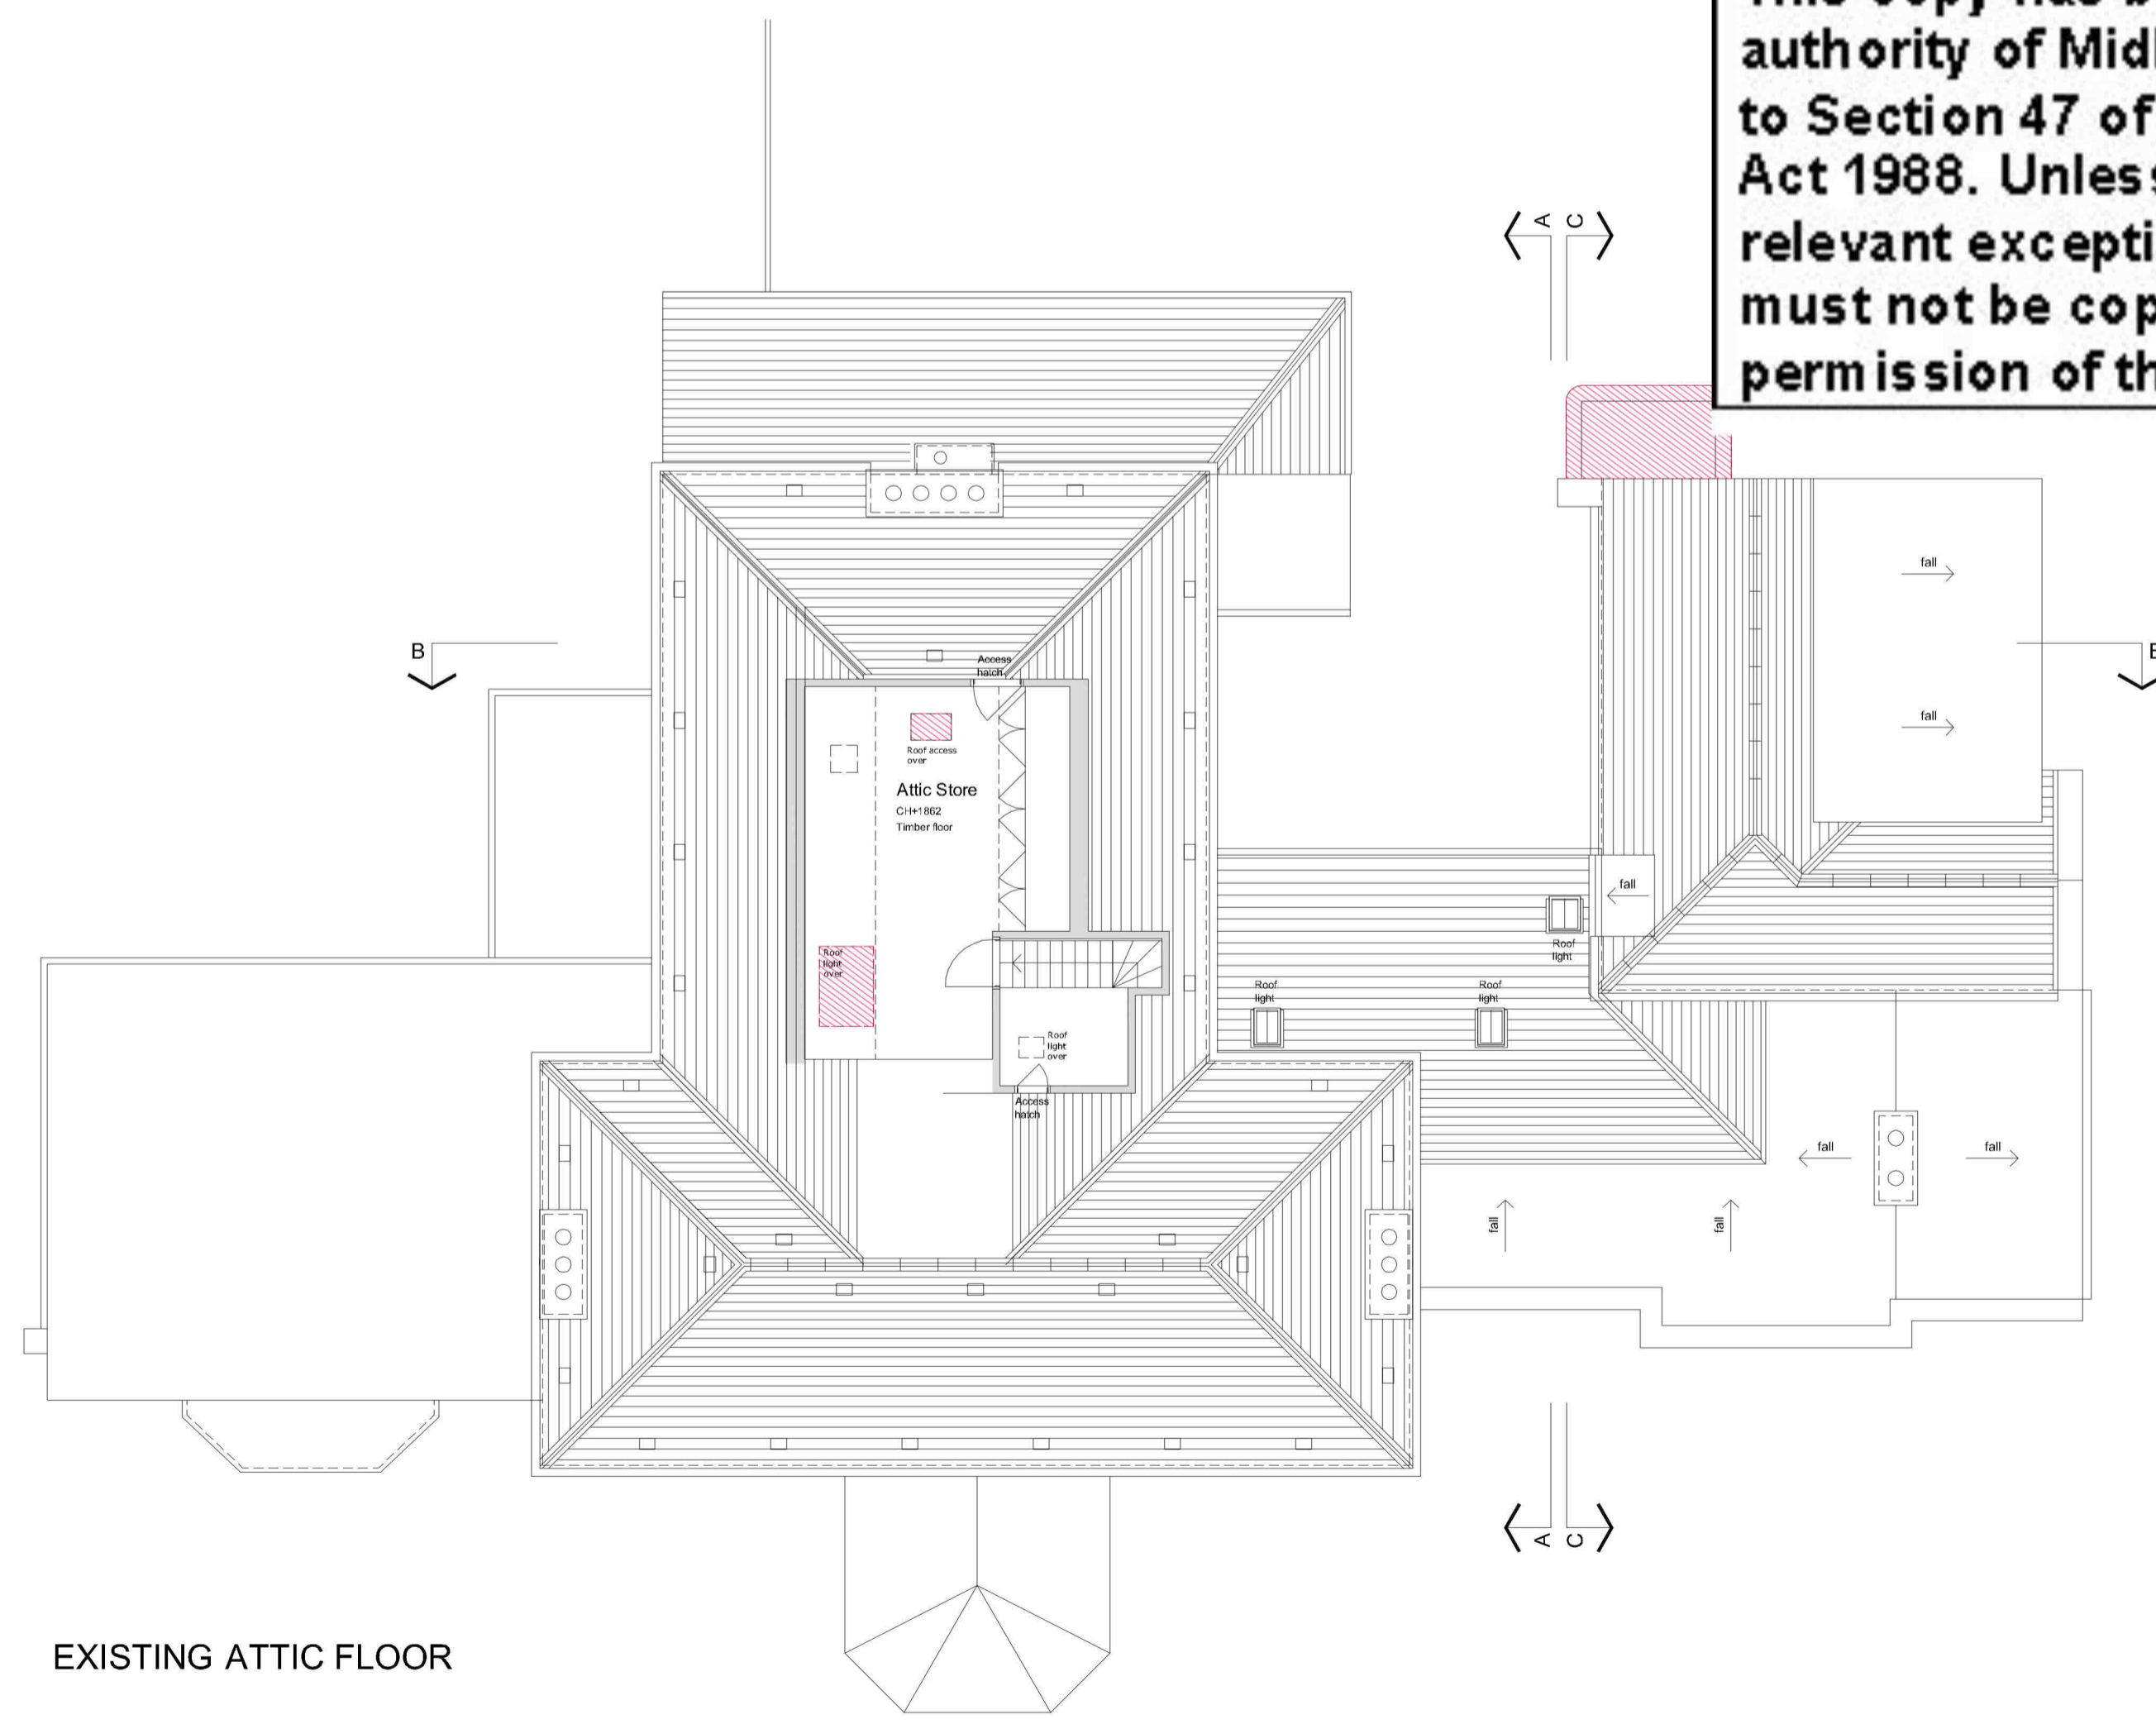 authority of Midl
to Section 47 of
Act 1988. Unless
relevant excepti
must not be cop
permission of th
A C
fall
B
Access
hatch
fall
Roof access
over
Attic Store
CH+1862
Timber floor
fall
Roof
light
Roof
light
over
Roof
light
Roof
light
Roof
light
over
Access
hatch
fall
fall
fall
fall
A C
EXISTING ATTIC FLOOR